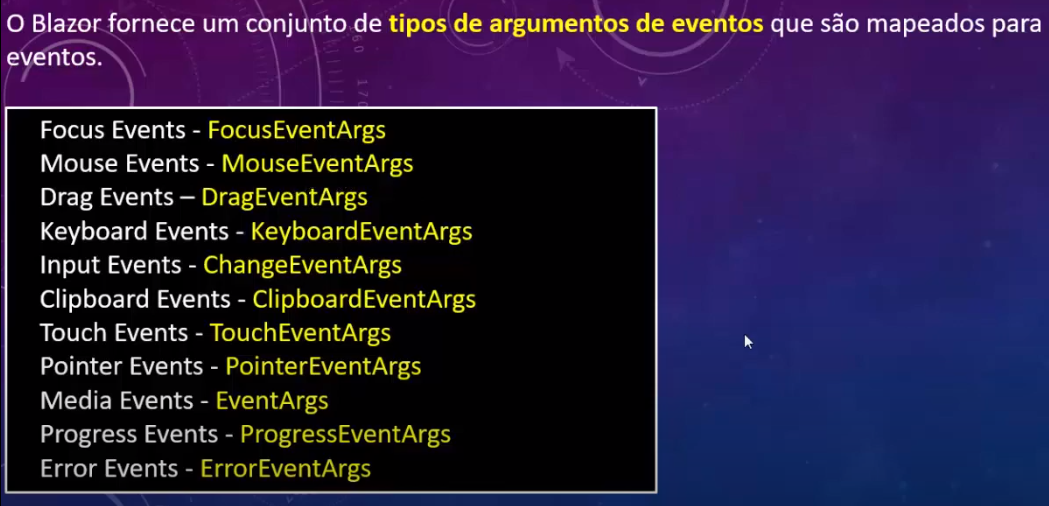 O Blazor fornece um conjunto de tipos de argumentos de eventos que são mapeados para
eventos.
Focus Events - FocusEventArgs
Mouse Events - MouseEventArgs
Drag Events – DragEventArgs
Keyboard Events - KeyboardEventArgs
Input Events - ChangeEventArgs
Clipboard Events - ClipboardEventArgs
Touch Events - TouchEventArgs
Pointer Events - PointerEventArgs
Media Events - EventArgs
Progress Events - ProgressEventArgs
Error Events - ErrorEventArgs